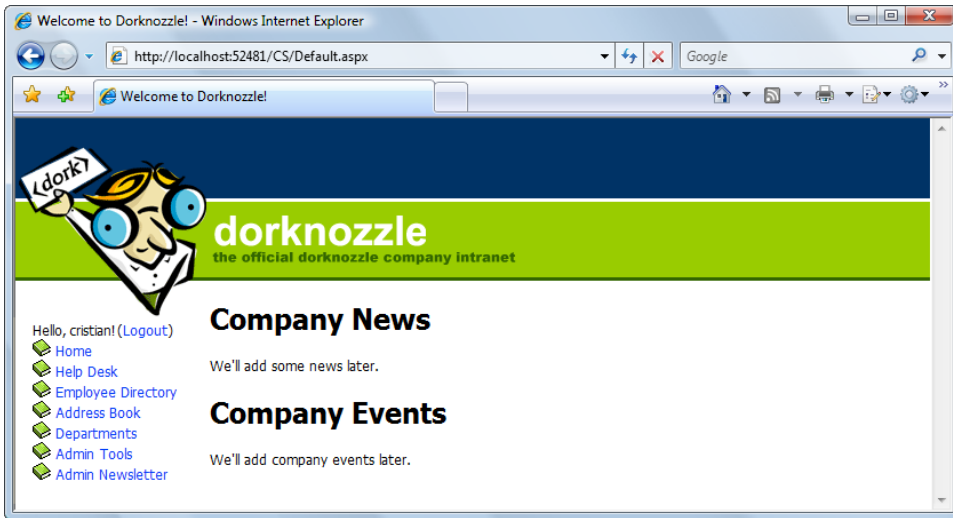 Welcome to Dorknozzle! - Windows Internet Explorer
http://localhost:52481/CS/Default.aspx
Google
Welcome to Dorknozzle!
<dork>
dorknozzle
the official dorknozzle company intranet
Hello, cristian! (Logout)
Home
Help Desk
Employee Directory
Address Book
Departments
Admin Tools
Admin Newsletter
Company News
We'll add some news later.
Company Events
We'll add company events later.